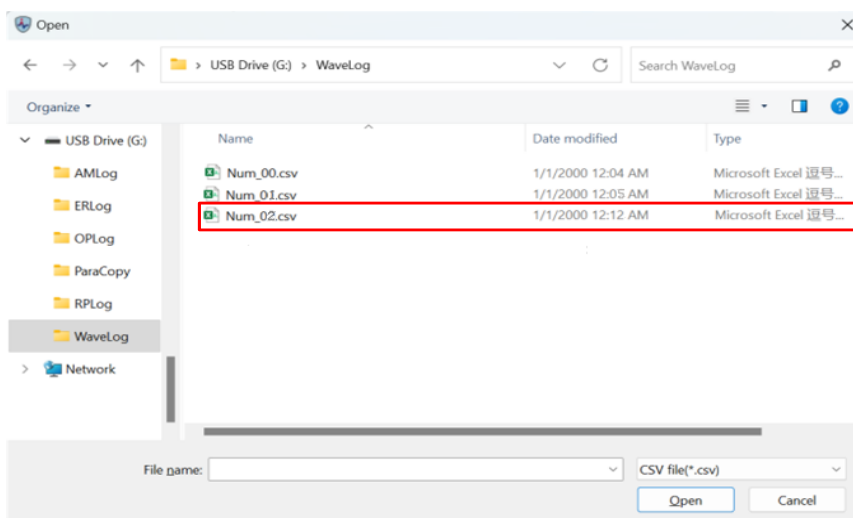 Open
USB Drive (G:) > WaveLog
Search WaveLog
Organize
Name Date modified Type
USB Drive (G:)
AMLog
ERLog
OPLog
ParaCopy
RPLog
WaveLog
Network
Num_00.csv 1/1/2000 12:04 AM Microsoft Excel 逗号...
Num_01.csv 1/1/2000 12:05 AM Microsoft Excel 逗号...
Num_02.csv 1/1/2000 12:12 AM Microsoft Excel 逗号...
File name:
CSV file(*.csv)
Open Cancel